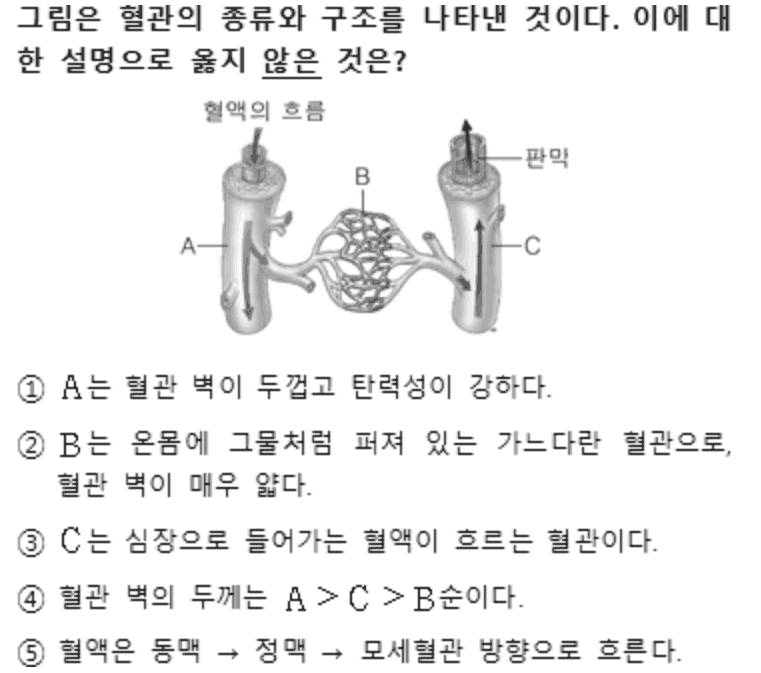 그림은 혈관의 종류와 구조를 나타낸 것이다. 이에 대
한 설명으로 옳지 않은 것은?
혈액의 흐름
판막
B
A
C
① A는 혈관 벽이 두껍고 탄력성이 강하다.
② B는 온몸에 그물처럼 퍼져 있는 가느다란 혈관으로,
혈관 벽이 매우 얇다.
③ C는 심장으로 들어가는 혈액이 흐르는 혈관이다.
④ 혈관 벽의 두께는 A > C > B순이다.
⑤ 혈액은 동맥 → 정맥 → 모세혈관 방향으로 흐른다.